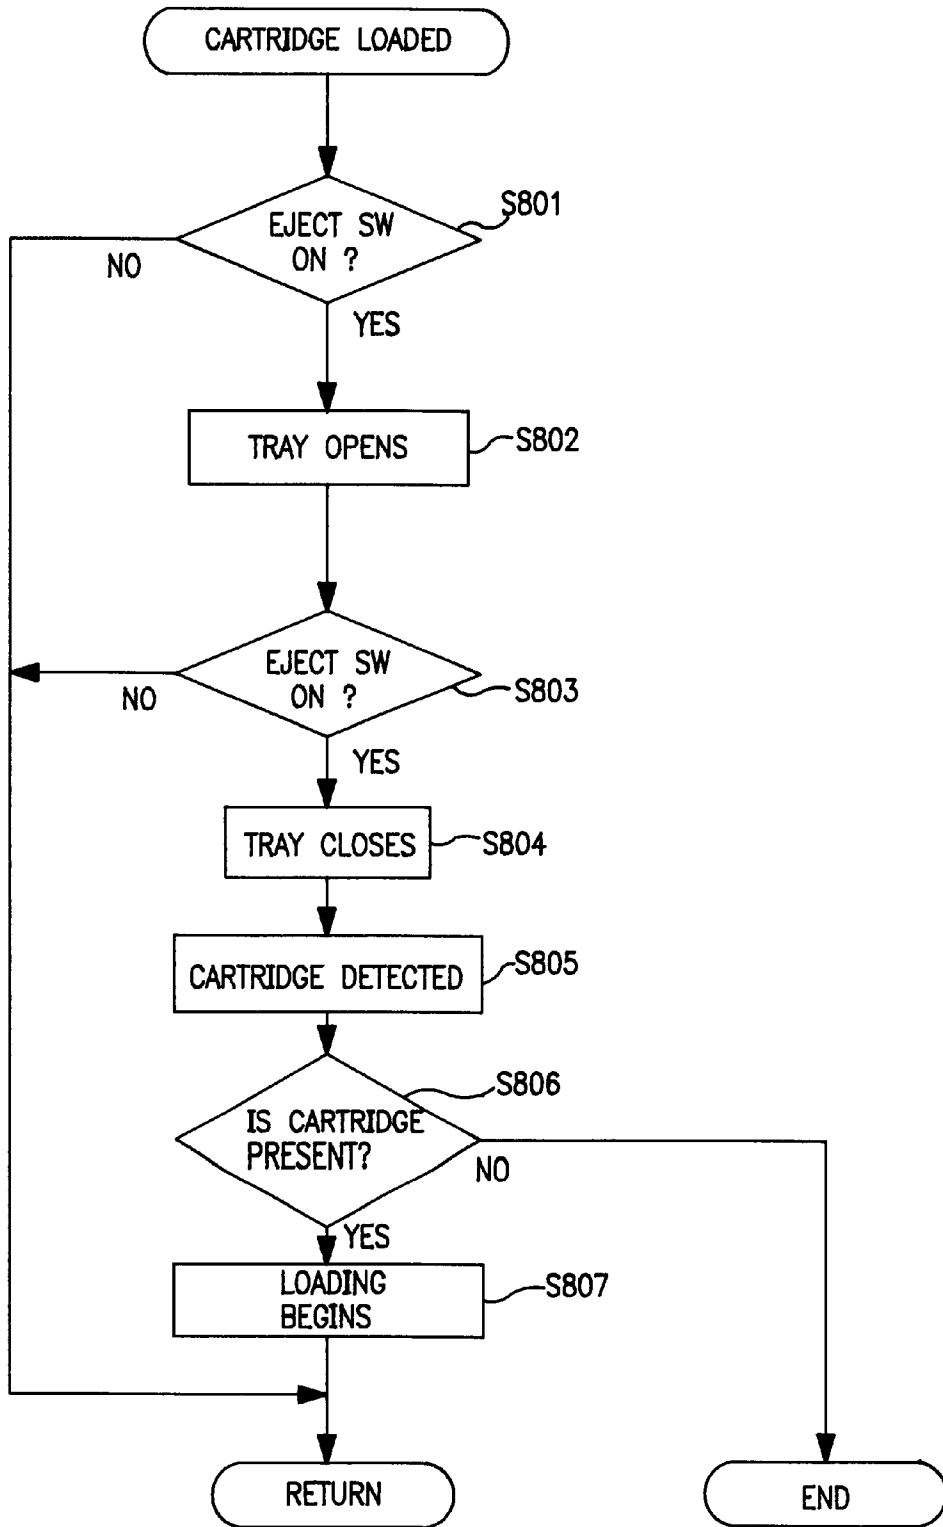 CARTRIDGE LOADED
S801
EJECT SW
ON ?
NO
YES
TRAY OPENS
S802
EJECT SW
ON ?
S803
NO
YES
TRAY CLOSES
S804
CARTRIDGE DETECTED
S805
S806
IS CARTRIDGE
PRESENT?
NO
YES
LOADING
BEGINS
S807
RETURN
END